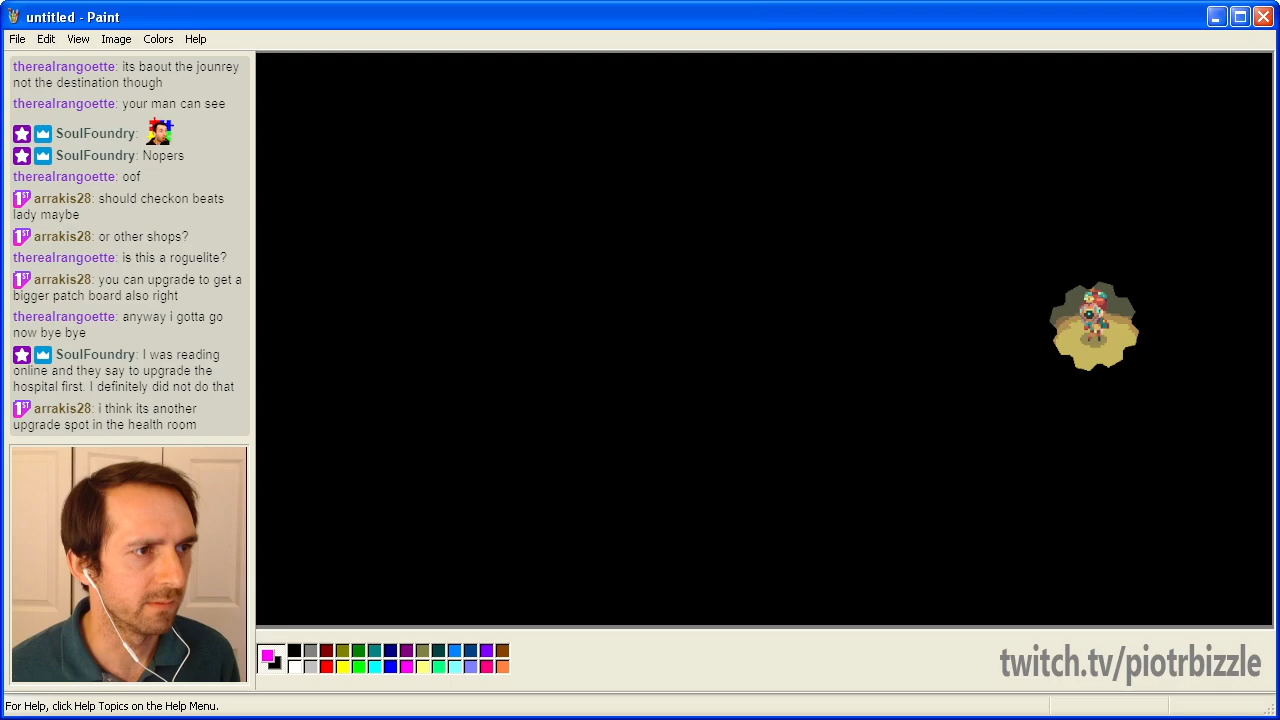 untitled - Paint
File Edit View Image Colors Help
therealrangoette: its baout the jounrey
not the destination though
therealrangoette: your man can see
SoulFoundry:
SoulFoundry: Nopers
therealrangoette: oof
1ST arrakis28: should checkon beats
lady maybe
1ST arrakis28: or other shops?
therealrangoette: is this a roguelite?
1ST arrakis28: you can upgrade to get a
bigger patch board also right
therealrangoette: anyway i gotta go
now bye bye
SoulFoundry: I was reading
online and they say to upgrade the
hospital first. I definitely did not do that
1ST arrakis28: i think its another
upgrade spot in the health room
twitch.tv/piotrbizzle
For Help, click Help Topics on the Help Menu.